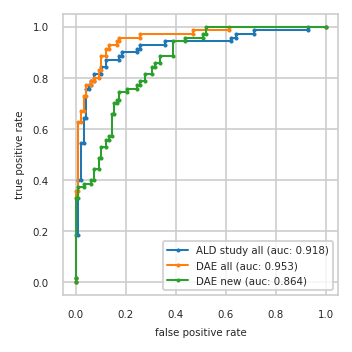 1.0
0.8
0.6
0.4
0.2
0.0
true positive rate
ALD study all (auc: 0.918)
DAE all (auc: 0.953)
DAE new (auc: 0.864)
0.0 0.2 0.4 0.6 0.8 1.0
false positive rate